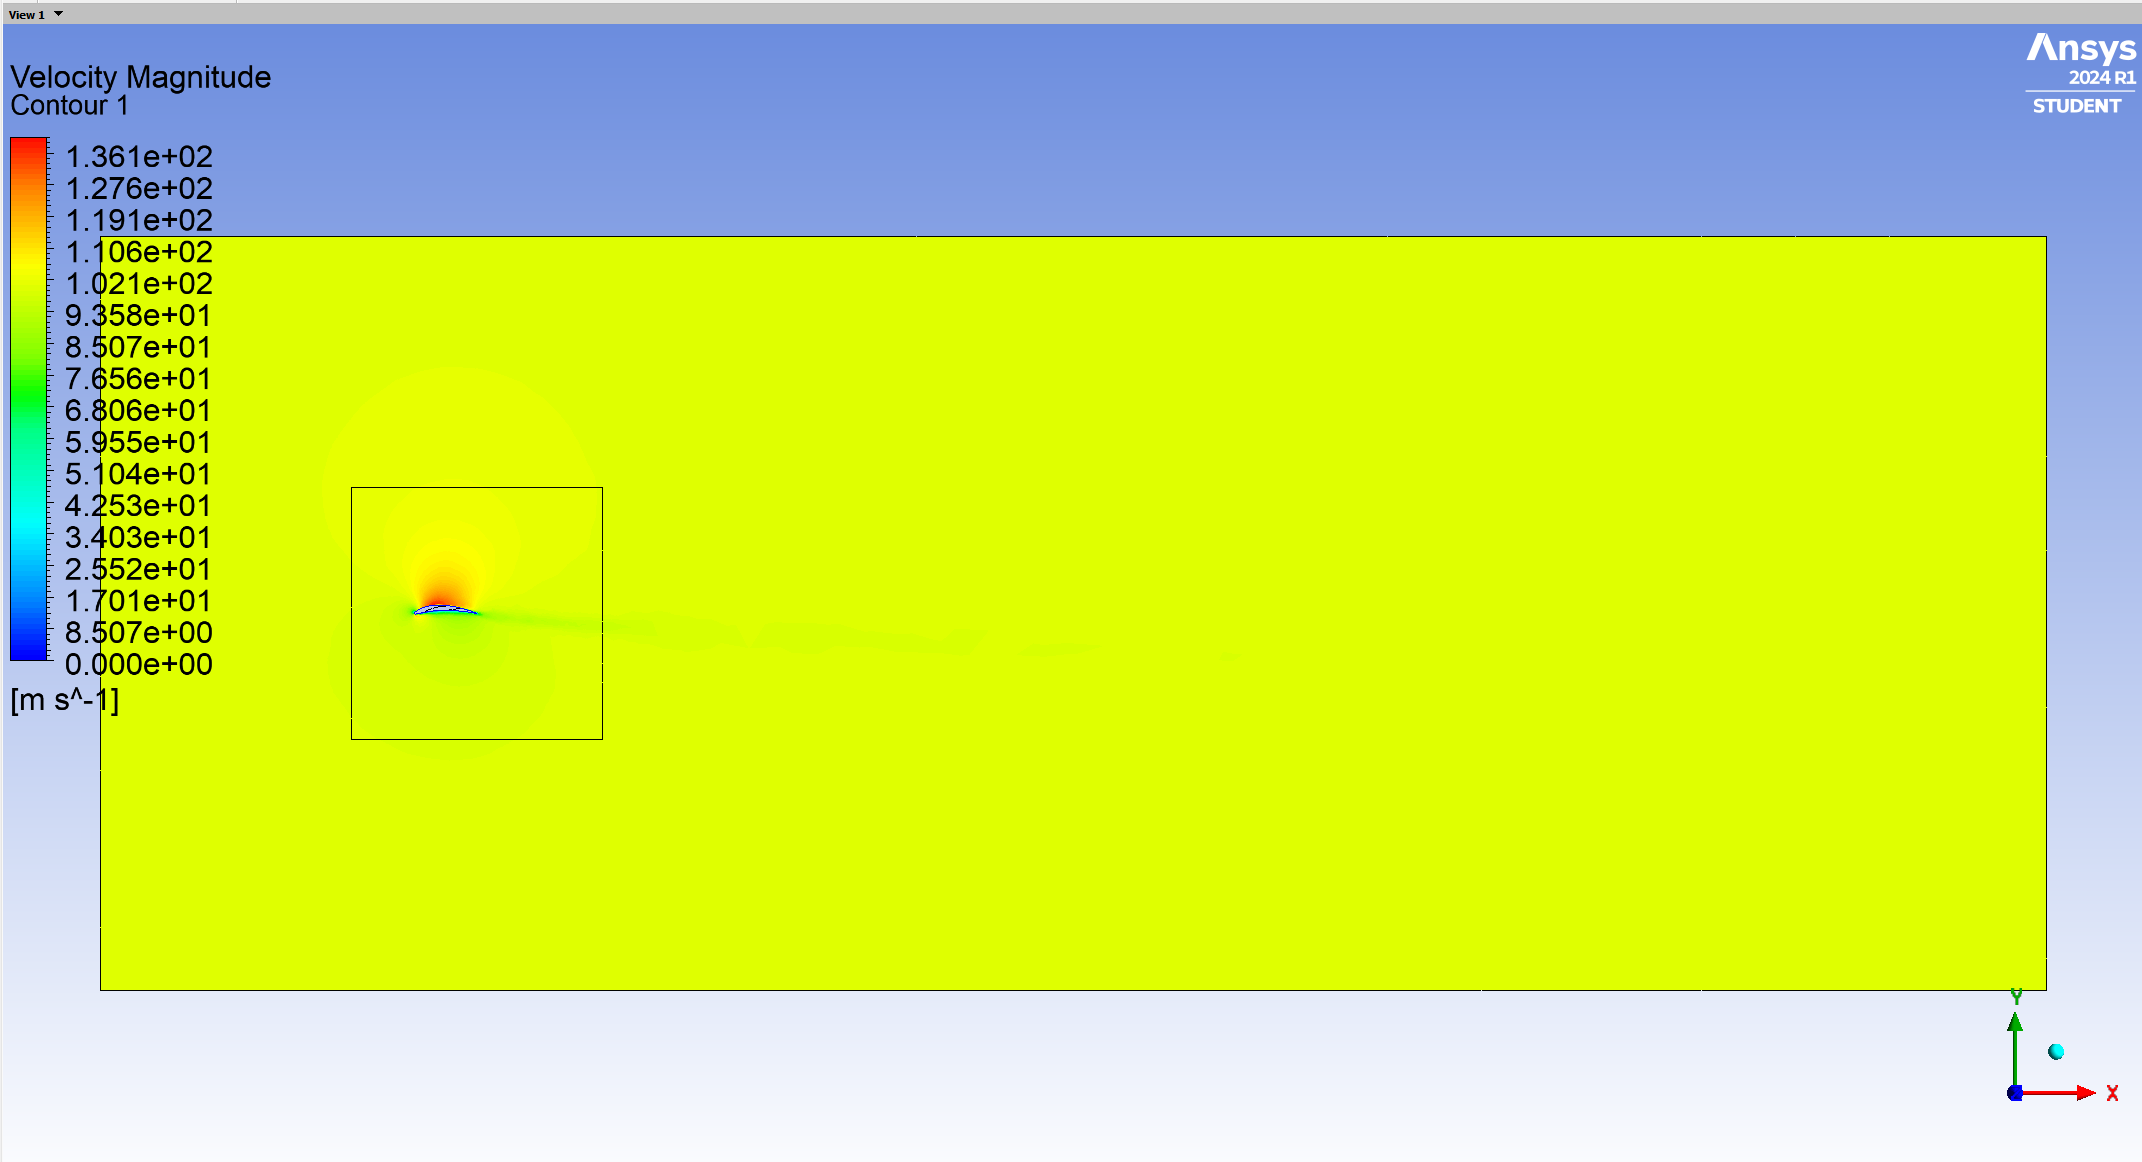 View 1
Ansys
2024 R1
STUDENT
Velocity Magnitude
Contour 1
1.361e+02
1.276e+02
1.191e+02
1.106e+02
1.021e+02
9.358e+01
8.507e+01
7.656e+01
6.806e+01
5.955e+01
5.104e+01
4.253e+01
3.403e+01
2.552e+01
1.701e+01
8.507e+00
0.000e+00
[m s^-1]
Y
X